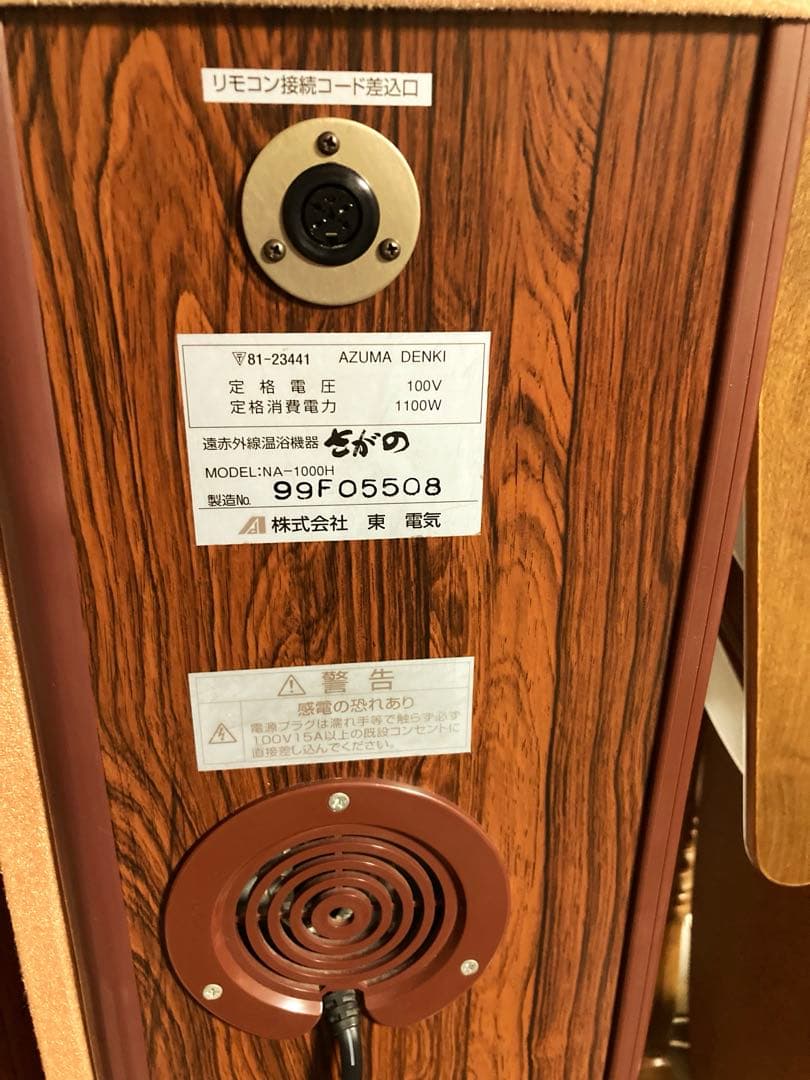 リモコン接続コード差込口
〒81-23441 AZUMA DENKI
定格電圧 100V
定格消費電力 1100W
遠赤外線温浴機器 さがの
MODEL:NA-1000H
製造No. 99F05508
株式会社 東 電気
警告
感電の恐れあり
電源プラグは濡れ手等で触らず必ず
100V15A以上の既設コンセントに
直接差し込んでください。